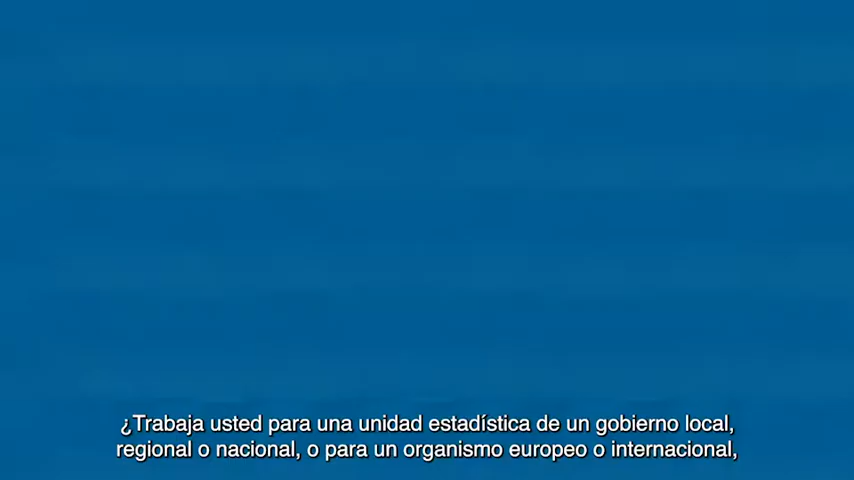 ¿Trabaja usted para una unidad estadística de un gobierno local,
regional o nacional, o para un organismo europeo o internacional,